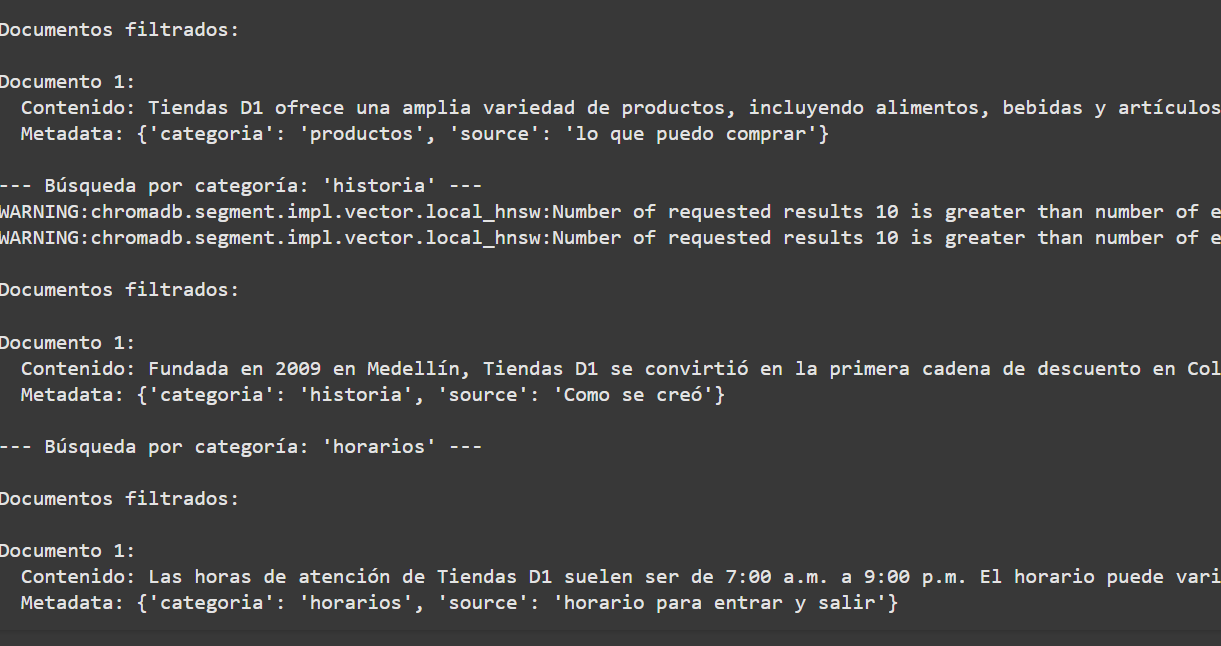 Documentos filtrados:
Documento 1:
Contenido: Tiendas D1 ofrece una amplia variedad de productos, incluyendo alimentos, bebidas y artículos
Metadata: {'categoria': 'productos', 'source': 'lo que puedo comprar'}
--- Búsqueda por categoría: 'historia' ---
WARNING:chromadb.segment.impl.vector.local_hnsw:Number of requested results 10 is greater than number of e
WARNING:chromadb.segment.impl.vector.local_hnsw:Number of requested results 10 is greater than number of e
Documentos filtrados:
Documento 1:
Contenido: Fundada en 2009 en Medellín, Tiendas D1 se convirtió en la primera cadena de descuento en Col
Metadata: {'categoria': 'historia', 'source': 'Como se creó'}
--- Búsqueda por categoría: 'horarios' ---
Documentos filtrados:
Documento 1:
Contenido: Las horas de atención de Tiendas D1 suelen ser de 7:00 a.m. a 9:00 p.m. El horario puede vari
Metadata: {'categoria': 'horarios', 'source': 'horario para entrar y salir'}